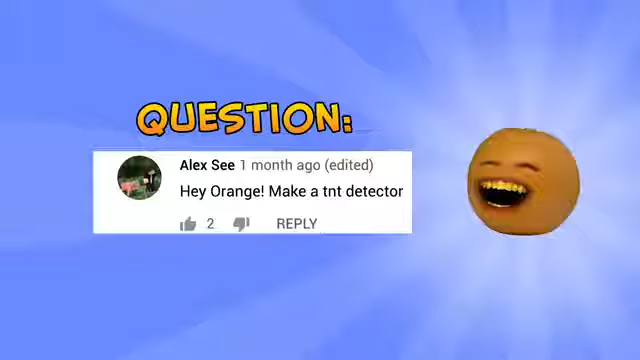 QUESTION:
Alex See 1 month ago (edited)
Hey Orange! Make a tnt detector
2 REPLY